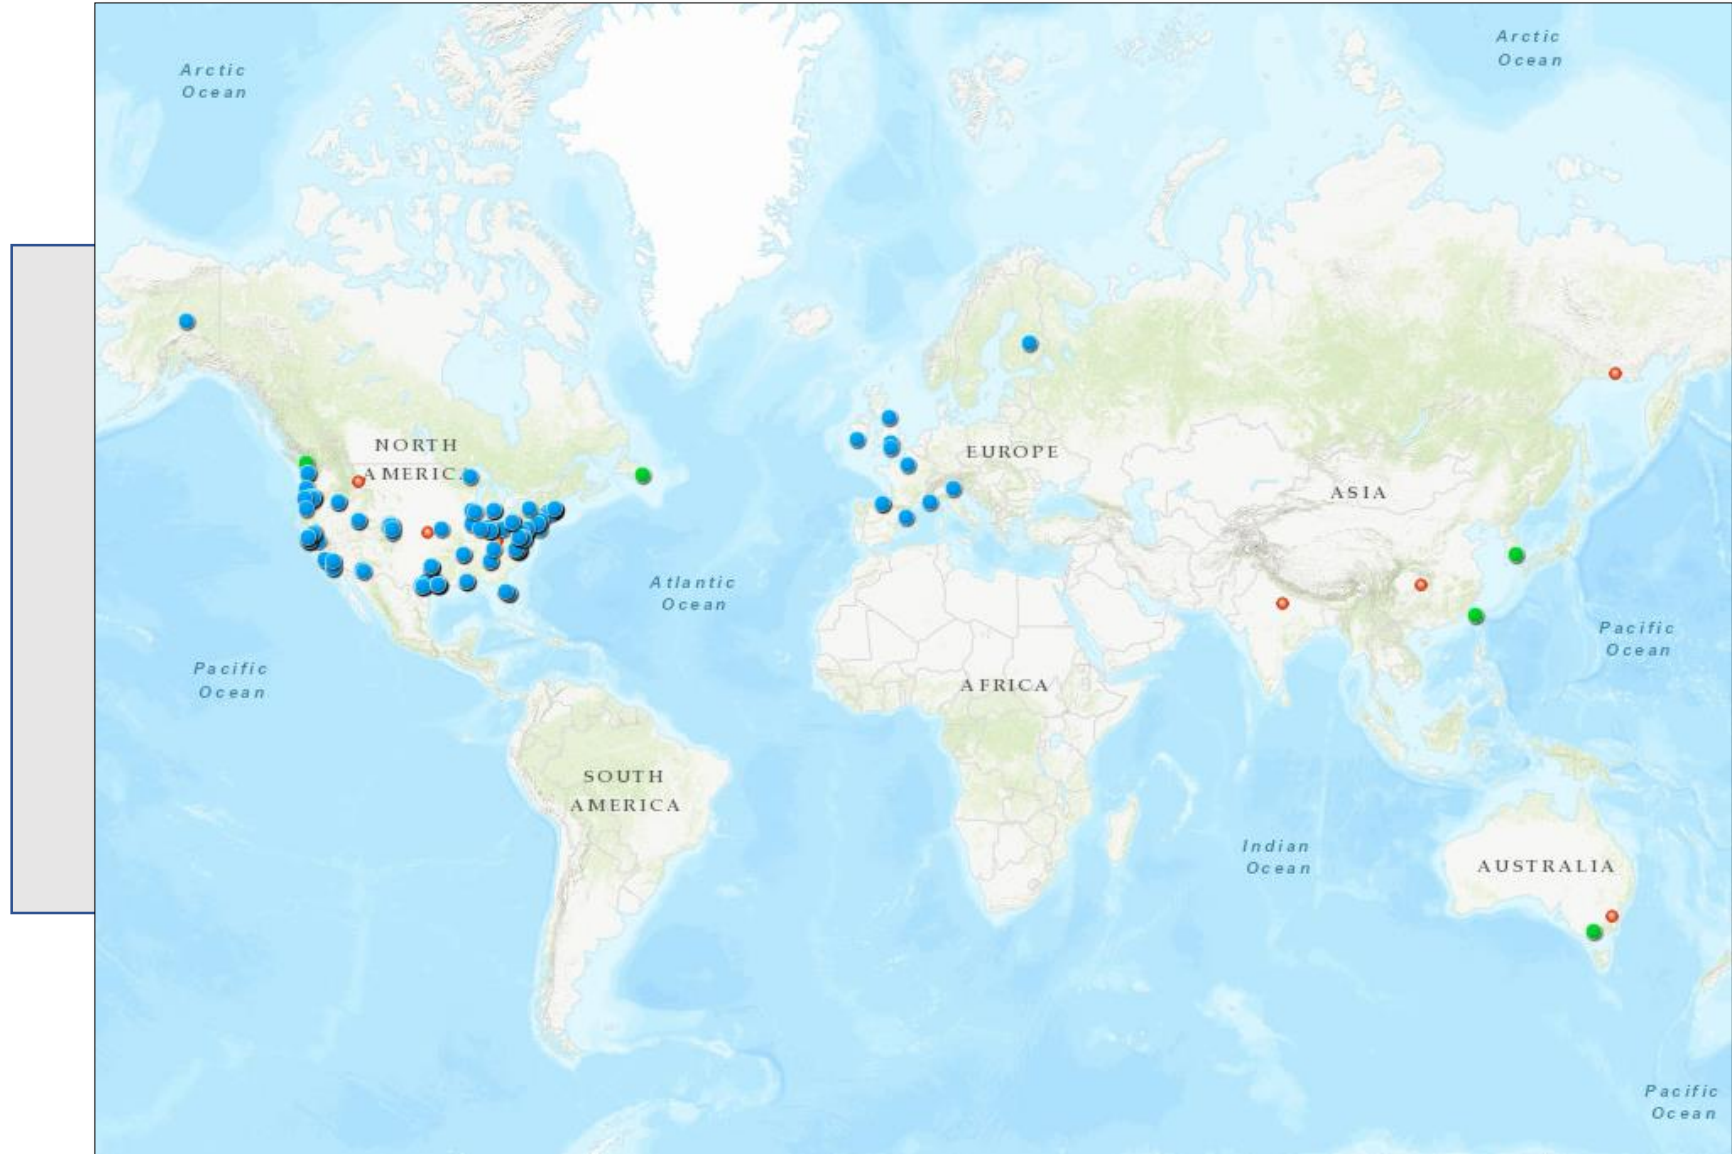 Arctic
Ocean
Arctic
Ocean
NORTH
AMERICA
EUROPE
ASIA
Atlantic
Ocean
Pacific
Ocean
Pacific
Ocean
AFRICA
SOUTH
AMERICA
Indian
Ocean
AUSTRALIA
Pacific
Ocean